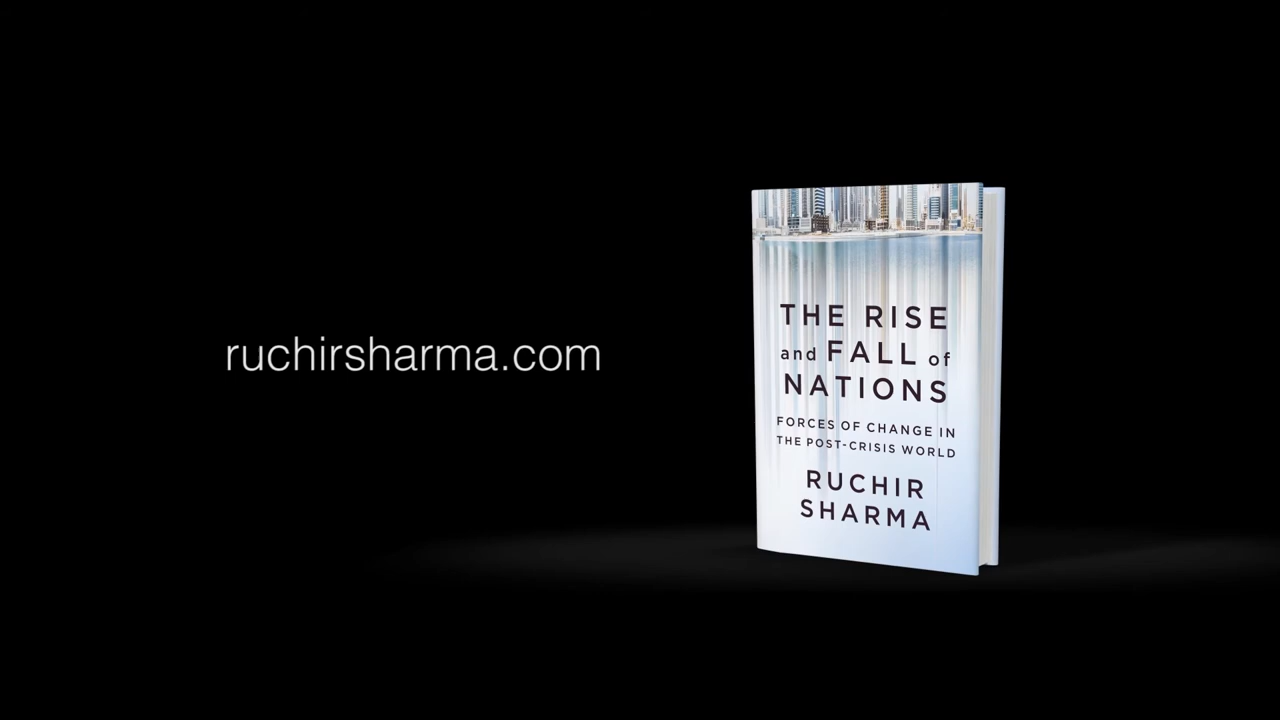 ruchirsharma.com
THE RISE
and FALL of
NATIONS
FORCES OF CHANGE IN
THE POST-CRISIS WORLD
RUCHIR
SHARMA